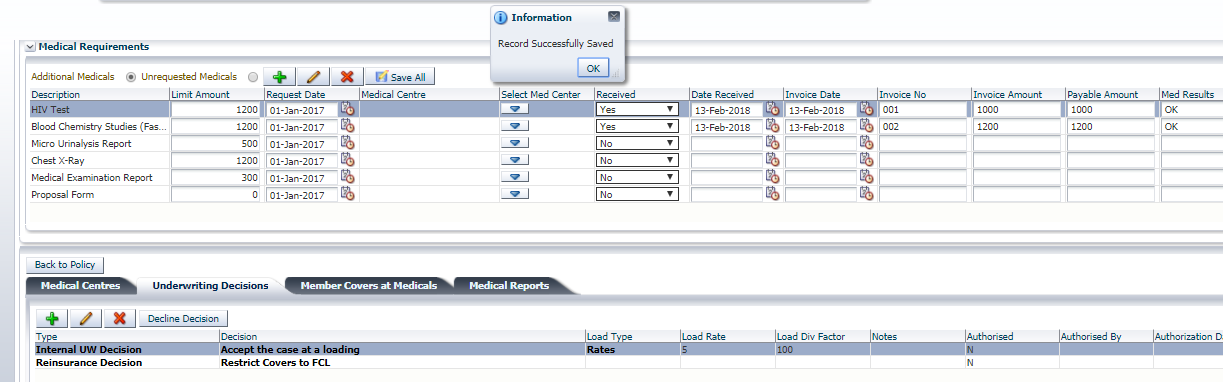 Information
Record Successfully Saved
OK
Medical Requirements
Additional Medicals Unrequested Medicals Save All
Description Limit Amount Request Date Medical Centre Select Med Center Received Date Received Invoice Date Invoice No Invoice Amount Payable Amount Med Results
HIV Test 1200 01-Jan-2017 Yes 13-Feb-2018 13-Feb-2018 001 1000 1000 OK
Blood Chemistry Studies (Fas... 1200 01-Jan-2017 Yes 13-Feb-2018 13-Feb-2018 002 1200 1200 OK
Micro Urinalysis Report 500 01-Jan-2017 No
Chest X-Ray 1200 01-Jan-2017 No
Medical Examination Report 300 01-Jan-2017 No
Proposal Form 0 01-Jan-2017 No
Back to Policy
Medical Centres Underwriting Decisions Member Covers at Medicals Medical Reports
Decline Decision
Type Decision Load Type Load Rate Load Div Factor Notes Authorised Authorised By Authorization D
Internal UW Decision Accept the case at a loading Rates 5 100 N
Reinsurance Decision Restrict Covers to FCL N